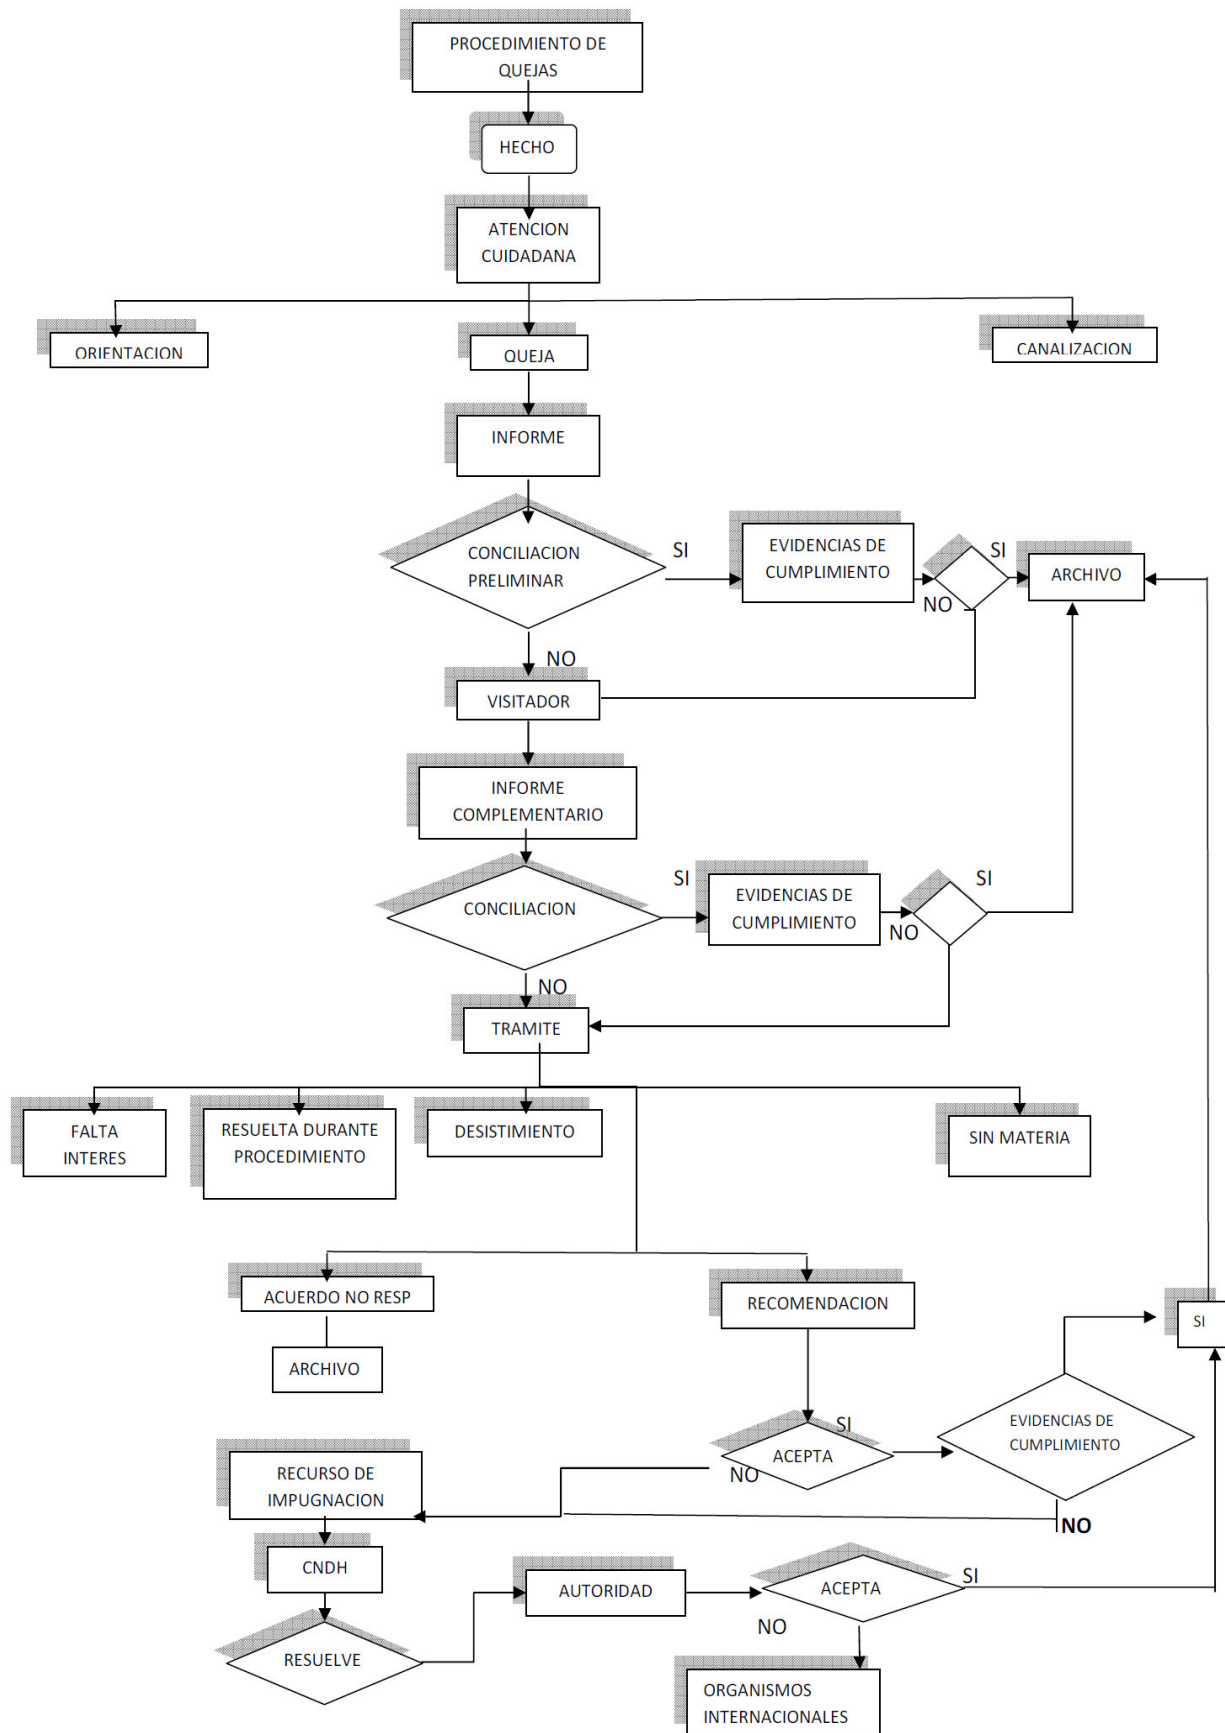 PROCEDIMIENTO DE
QUEJAS
HECHO
ATENCION
CUIDADANA
ORIENTACION
QUEJA
CANALIZACION
INFORME
CONCILIACION
PRELIMINAR
SI
EVIDENCIAS DE
CUMPLIMIENTO
SI
NO
ARCHIVO
NO
VISITADOR
INFORME
COMPLEMENTARIO
CONCILIACION
SI
EVIDENCIAS DE
CUMPLIMIENTO
SI
NO
NO
TRAMITE
FALTA
INTERES
RESUELTA DURANTE
PROCEDIMIENTO
DESISTIMIENTO
SIN MATERIA
ACUERDO NO RESP
ARCHIVO
RECOMENDACION
SI
EVIDENCIAS DE
CUMPLIMIENTO
SI
ACEPTA
NO
RECURSO DE
IMPUGNACION
NO
CNDH
AUTORIDAD
ACEPTA
SI
NO
RESUELVE
ORGANISMOS
INTERNACIONALES